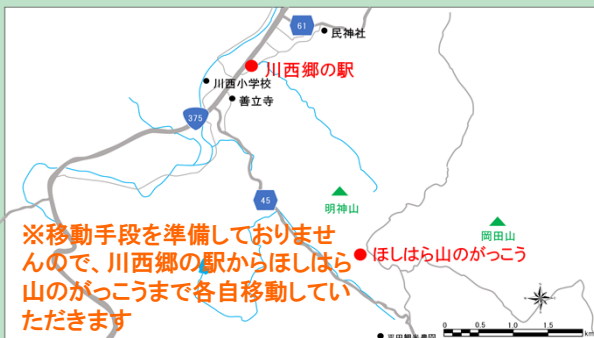 61
民神社
川西郷の駅
川西小学校
善立寺
375
45
明神山
岡田山
※移動手段を準備しておりませ
んので、川西郷の駅からほしはら
山のがっこうまで各自移動してい
ただきます
ほしはら山のがっこう
0 0.5 1.0 1.5
km